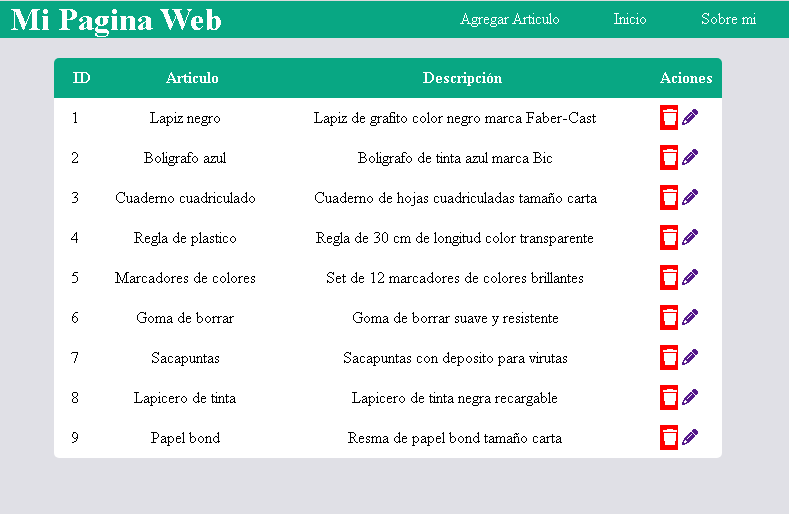 Mi Pagina Web Agregar Articulo Inicio Sobre mi
ID Articulo Descripción Aciones
1 Lapiz negro Lapiz de grafito color negro marca Faber-Cast
2 Boligrafo azul Boligrafo de tinta azul marca Bic
3 Cuaderno cuadriculado Cuaderno de hojas cuadriculadas tamaño carta
4 Regla de plastico Regla de 30 cm de longitud color transparente
5 Marcadores de colores Set de 12 marcadores de colores brillantes
6 Goma de borrar Goma de borrar suave y resistente
7 Sacapuntas Sacapuntas con deposito para virutas
8 Lapicero de tinta Lapicero de tinta negra recargable
9 Papel bond Resma de papel bond tamaño carta